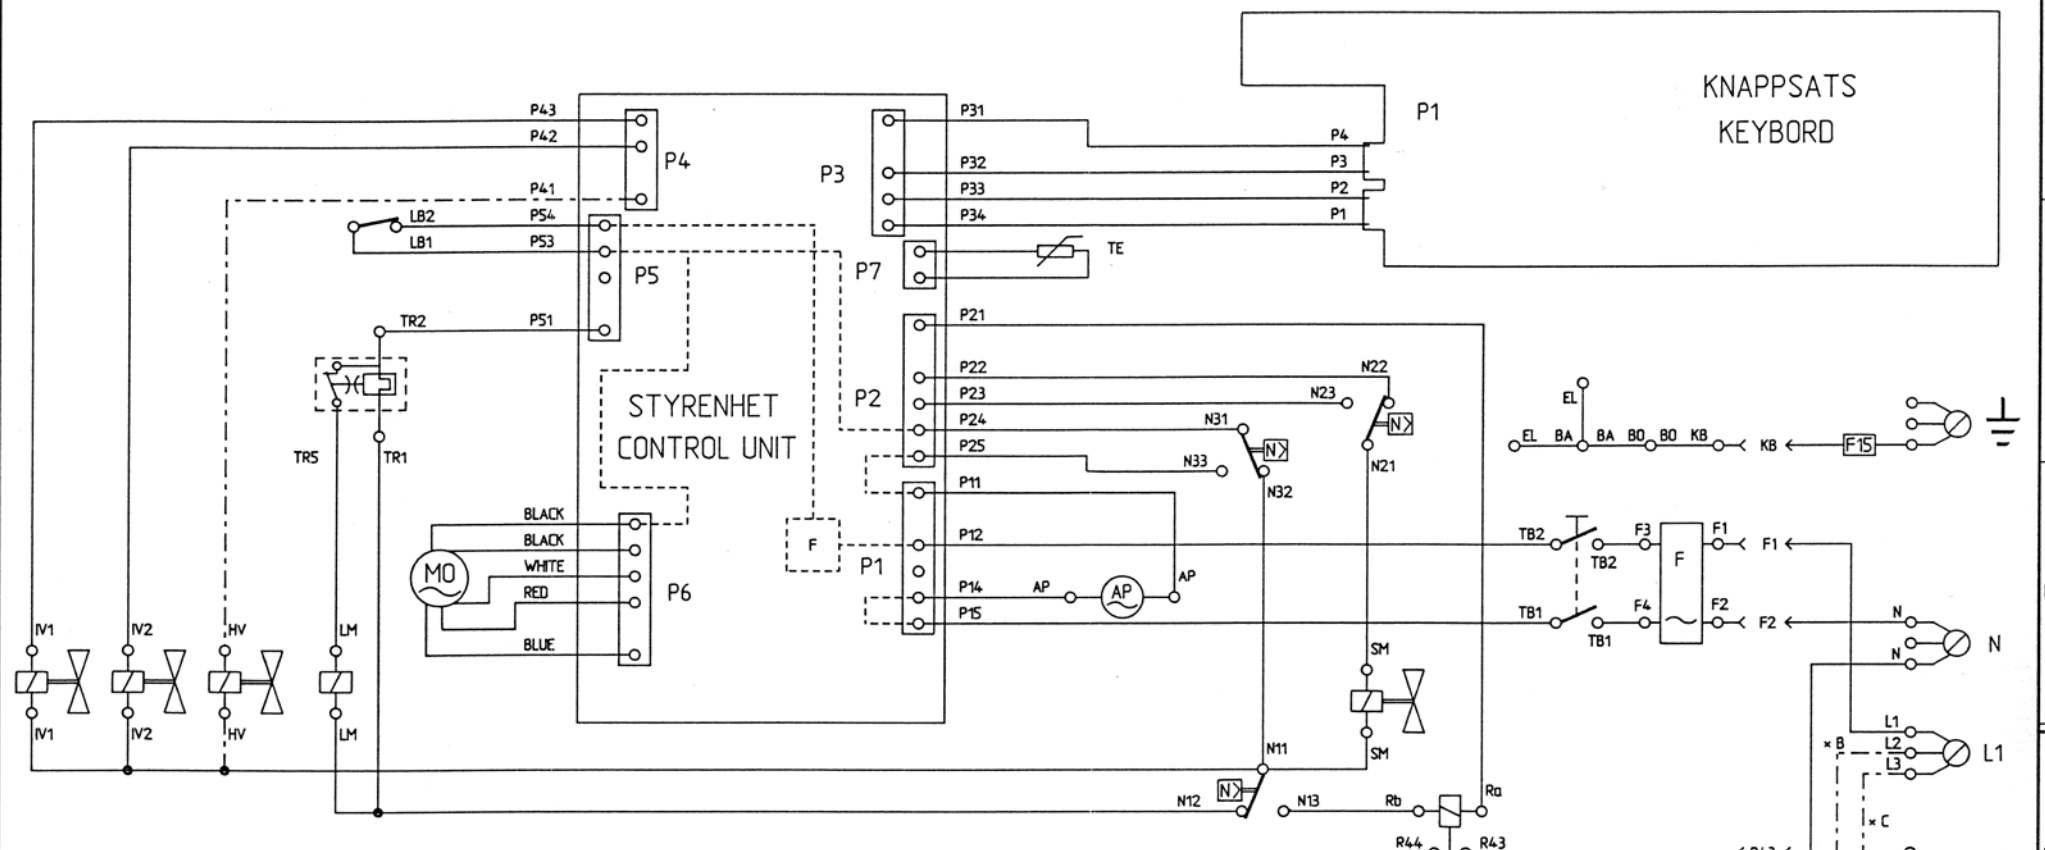 KNAPPSATS
KEYBORD
P1
P43
P42
P41
P4
P31
P4
P32
P3
P33
P2
P34
P1
P3
LB2
P54
LB1
P53
P5
P7
TE
TR2
P51
P21
P22
N22
P23
N23
P2
P24
N31
P25
N33
N>
N>
N21
N32
STYRENHET
CONTROL UNIT
TR5
TR1
EL
EL
BA
BA
BO
BO
KB
KB
F15
P11
BLACK
BLACK
WHITE
RED
BLUE
MO
P6
F
P12
P1
P14
P15
AP
AP
AP
TB2
TB2
F3
F1
F1
F
TB1
TB1
F4
F2
F2
N
N
N
IV1
IV2
HV
LM
SM
IV1
IV2
HV
LM
SM
L1
× B
L2
L3
L1
× C
N11
N>
N12
N13
Rb
Ra
R44
R43